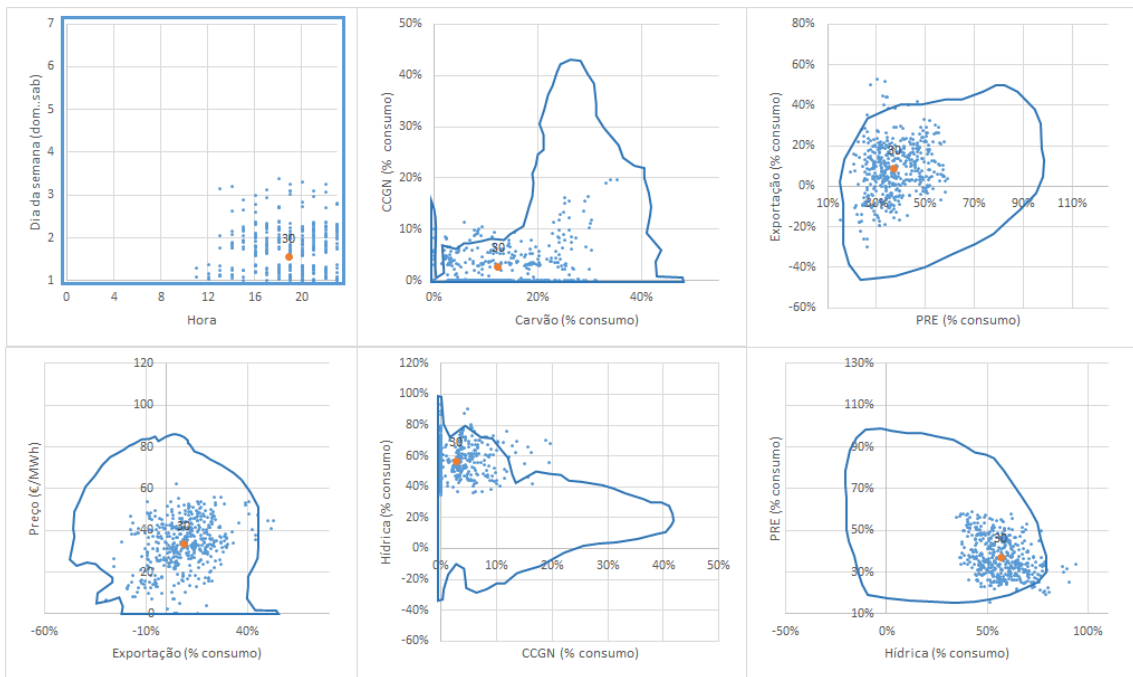 7
6
5
4
3
2
1
0 4 8 12 16 20
30
Dia da semana (dom..sab)
Hora
50%
40%
30%
20%
10%
0%
0% 20% 40%
30
CCGN (% consumo)
Carvão (% consumo)
80%
60%
40%
20%
0%
-20%
-40%
-60%
10% 30% 50% 70% 90% 110%
30
Exportação (% consumo)
PRE (% consumo)
120
100
80
60
40
20
0
-60% -10% 40%
30
Preço (€/MWh)
Exportação (% consumo)
120%
100%
80%
60%
40%
20%
0%
-20%
-40%
-60%
0% 10% 20% 30% 40% 50%
30
Hídrica (% consumo)
CCGN (% consumo)
130%
110%
90%
70%
50%
30%
10%
-50% 0% 50% 100%
30
PRE (% consumo)
Hídrica (% consumo)